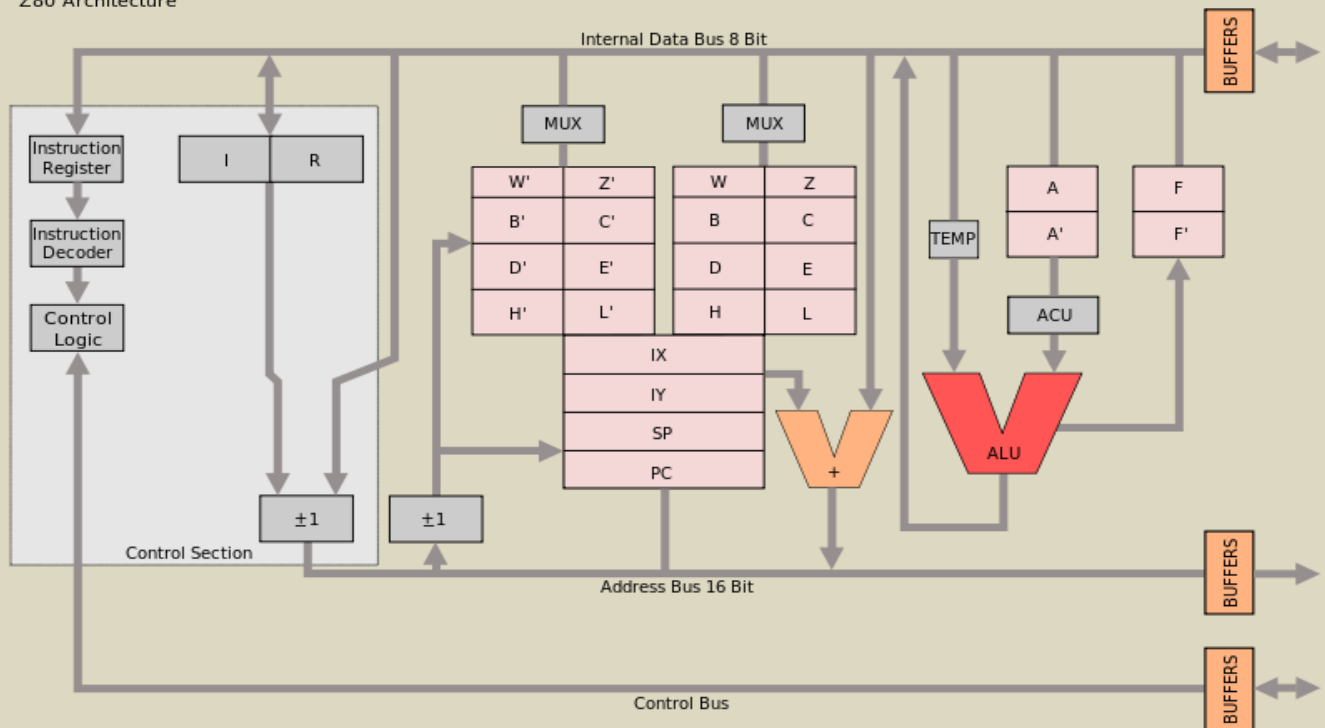 Z80 Architecture
Internal Data Bus 8 Bit
BUFFERS
MUX
MUX
Instruction
Register
I
R
W'
Z'
W
Z
A
F
B'
C'
B
C
Instruction
Decoder
TEMP
A'
F'
D'
E'
D
E
H'
L'
H
L
ACU
Control
Logic
IX
IY
SP
PC
+
ALU
±1
±1
Control Section
Address Bus 16 Bit
BUFFERS
Control Bus
BUFFERS